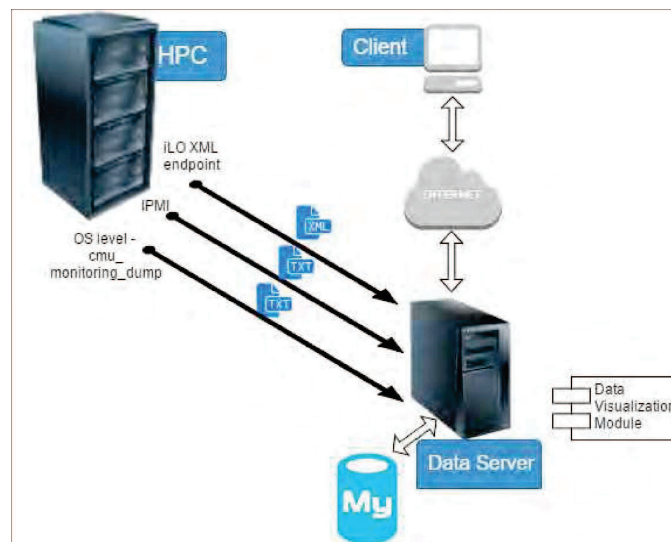 HPC
Client
iLO XML
endpoint
IPMI
OS level -
cmu_
monitoring_dump
XML
TXT
TXT
INTERNET
Data
Visualization
Module
Data Server
My